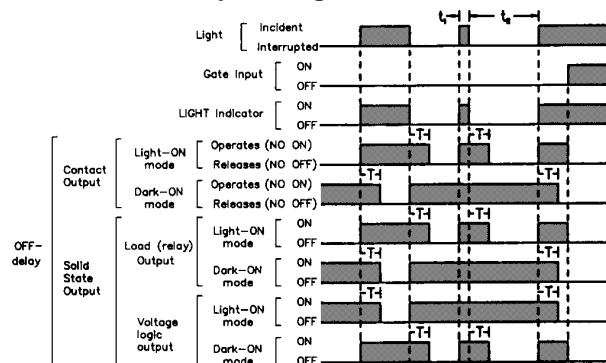 t₁ t₂
Light Incident
Interrupted
Gate Input ON
OFF
LIGHT Indicator ON
OFF
T T
OFF-delay
Contact Output
Light-ON mode Operates (NO ON)
Releases (NO OFF)
T T
Dark-ON mode Operates (NO ON)
Releases (NO OFF)
T T
Solid State Output
Load (relay) Output
Light-ON mode ON
OFF
T T
Dark-ON mode ON
OFF
T T
Voltage logic output
Light-ON mode ON
OFF
T T
Dark-ON mode ON
OFF